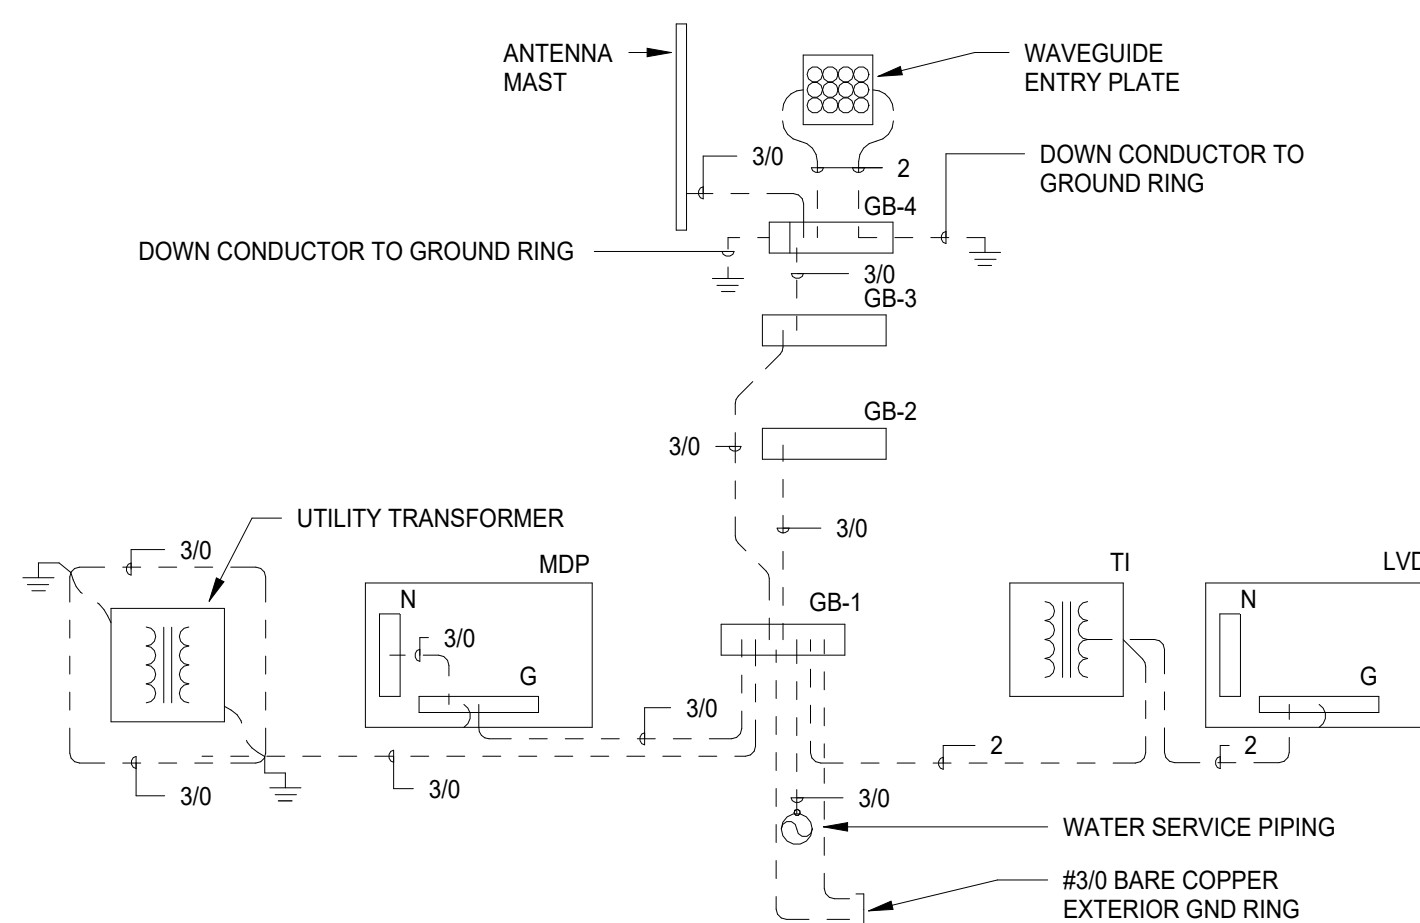 ANTENNA
MAST
WAVEGUIDE
ENTRY PLATE
3/0
2
DOWN CONDUCTOR TO
GROUND RING
GB-4
DOWN CONDUCTOR TO GROUND RING
3/0
GB-3
GB-2
3/0
UTILITY TRANSFORMER
3/0
3/0
MDP
TI
LVD
N
GB-1
N
3/0
G
G
3/0
2
2
3/0
3/0
3/0
WATER SERVICE PIPING
#3/0 BARE COPPER
EXTERIOR GND RING